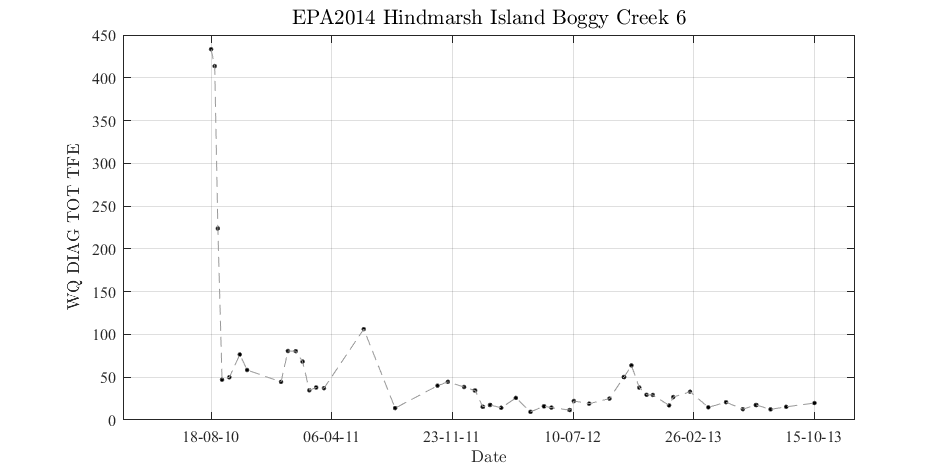 EPA2014 Hindmarsh Island Boggy Creek 6
WQ DIAG TOT TFE
450
400
350
300
250
200
150
100
50
0
18-08-10 06-04-11 23-11-11 10-07-12 26-02-13 15-10-13
Date